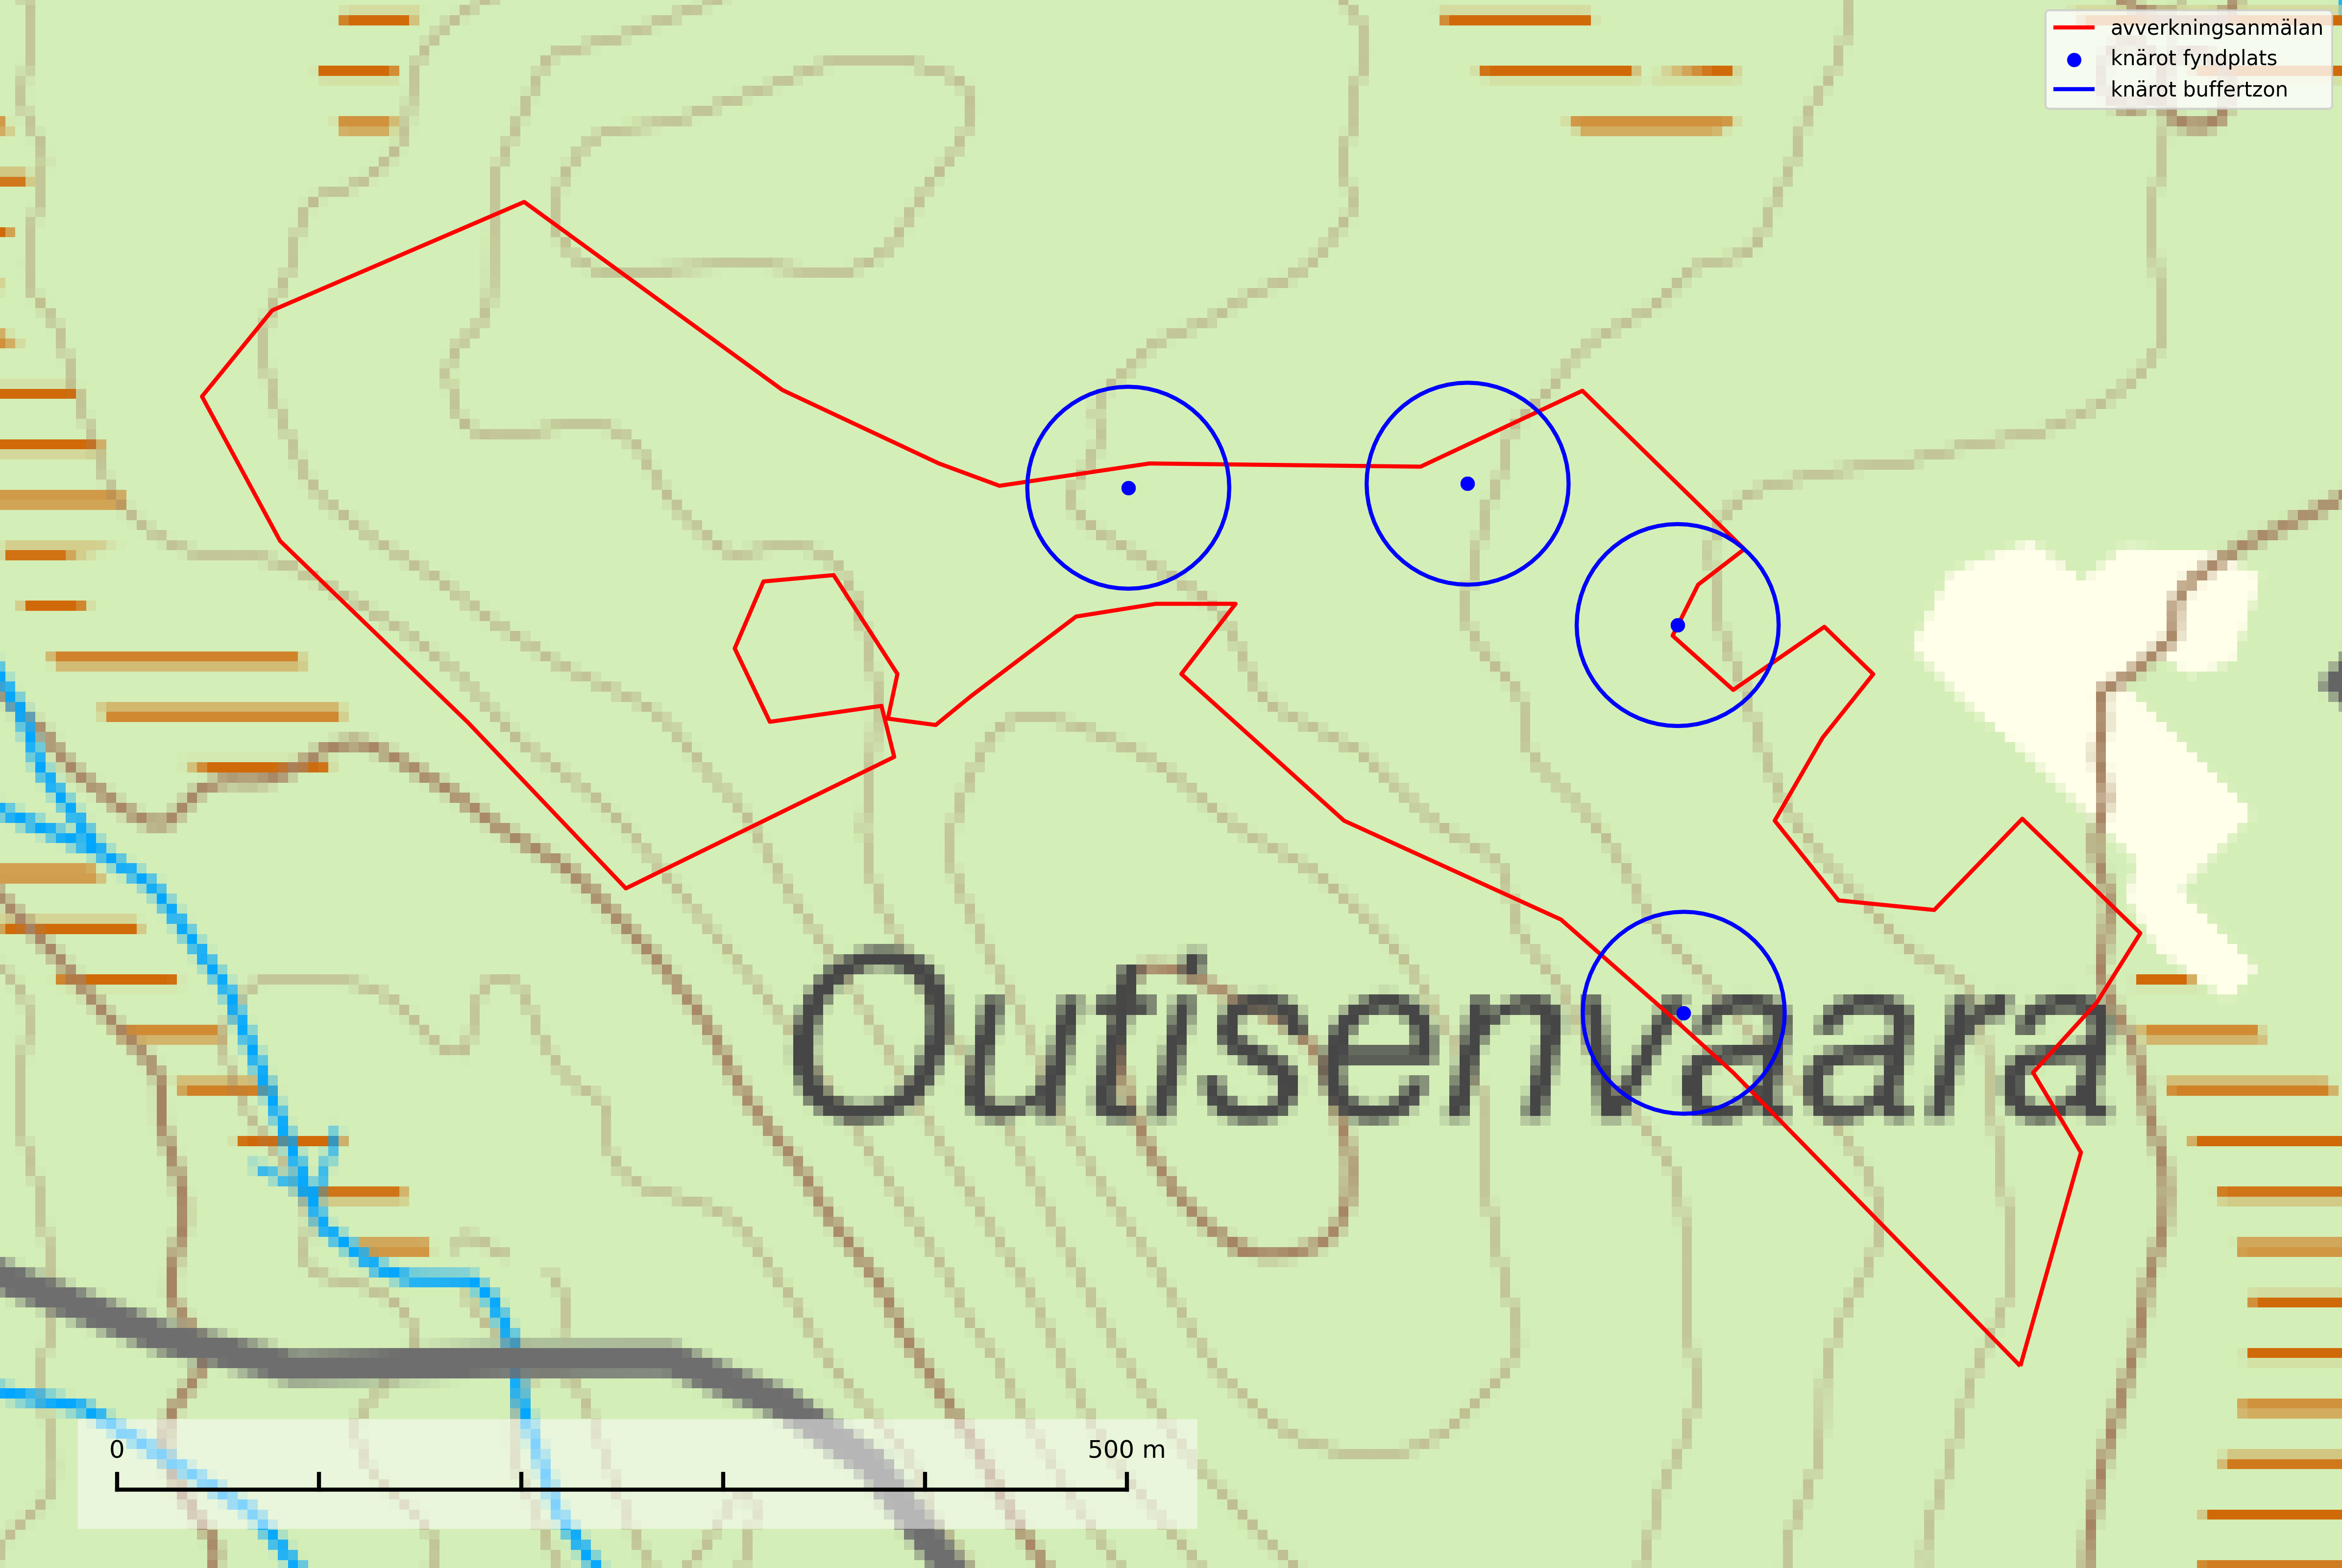 avverkningsanmälan
knärot fyndplats
knärot buffertzon
Outisenvaara
0 500 m